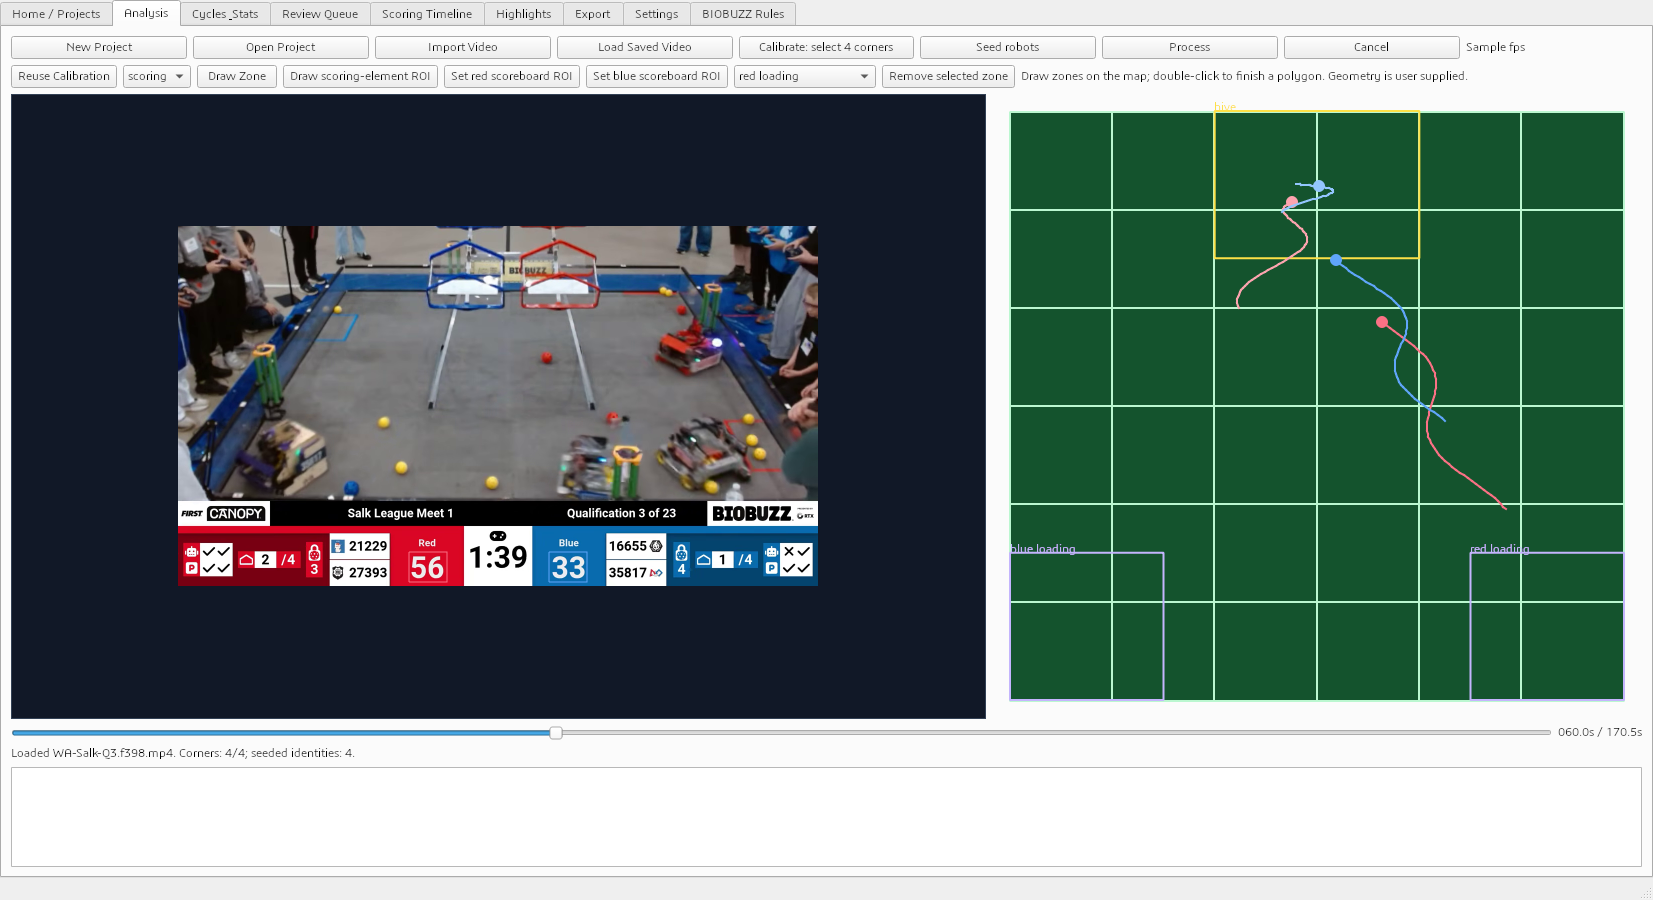 Home / Projects
Analysis
Cycles_Stats
Review Queue
Scoring Timeline
Highlights
Export
Settings
BIOBUZZ Rules
New Project
Open Project
Import Video
Load Saved Video
Calibrate: select 4 corners
Seed robots
Process
Cancel
Sample fps
Reuse Calibration
scoring
Draw Zone
Draw scoring-element ROI
Set red scoreboard ROI
Set blue scoreboard ROI
red loading
Remove selected zone
Draw zones on the map; double-click to finish a polygon. Geometry is user supplied.
hive
BIOBUZZ
FIRST CANOPY
Salk League Meet 1
Qualification 3 of 23
BIOBUZZ
RTX
P
2 /4
3
21229
27393
Red
56
1:39
Blue
33
16655
35817
4
1 /4
P
blue loading
red loading
060.0s / 170.5s
Loaded WA-Salk-Q3.f398.mp4. Corners: 4/4; seeded identities: 4.